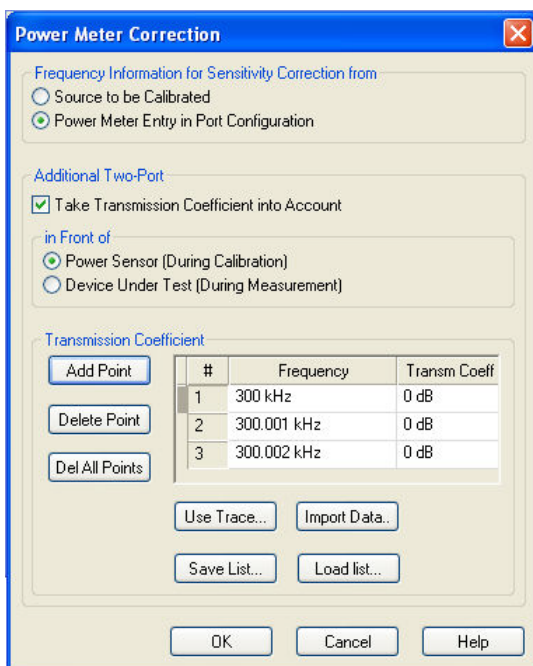 Power Meter Correction
Frequency Information for Sensitivity Correction from
Source to be Calibrated
Power Meter Entry in Port Configuration
Additional Two-Port
Take Transmission Coefficient into Account
in Front of
Power Sensor (During Calibration)
Device Under Test (During Measurement)
Transmission Coefficient
Add Point
Delete Point
Del All Points
# Frequency Transm Coeff
1 300 kHz 0 dB
2 300.001 kHz 0 dB
3 300.002 kHz 0 dB
Use Trace... Import Data..
Save List... Load list...
OK Cancel Help